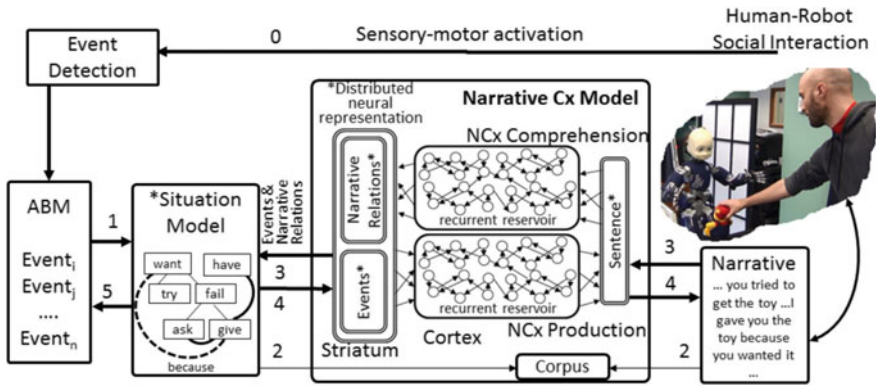 Human-Robot
Social Interaction
0
Sensory-motor activation
Event
Detection
*Distributed
neural
representation
Narrative Cx Model
NCx Comprehension
ABM
Event_i
Event_j
....
Event_n
1
5
*Situation
Model
want
have
try
fail
ask
give
because
Events &
Narrative
Relations
3
4
2
Narrative
Relations*
Events*
Striatum
recurrent reservoir
recurrent reservoir
Cortex
NCx Production
Sentence*
Corpus
3
4
2
Narrative
... you tried to
get the toy ...I
gave you the
toy because
you wanted it
...